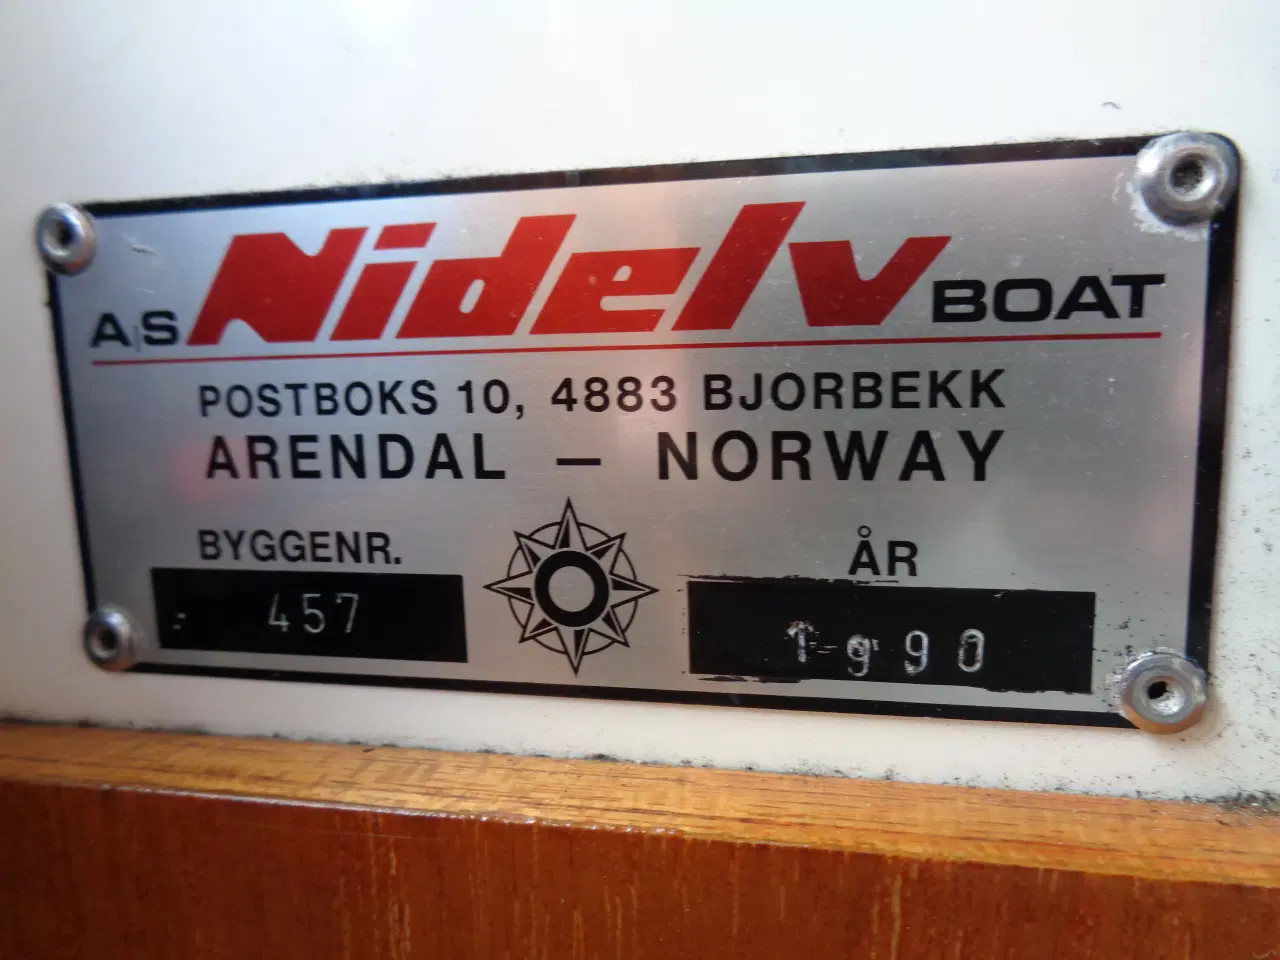 A/S Nidelv BOAT
POSTBOKS 10, 4883 BJORBEKK
ARENDAL — NORWAY
BYGGENR. ÅR
457 1990